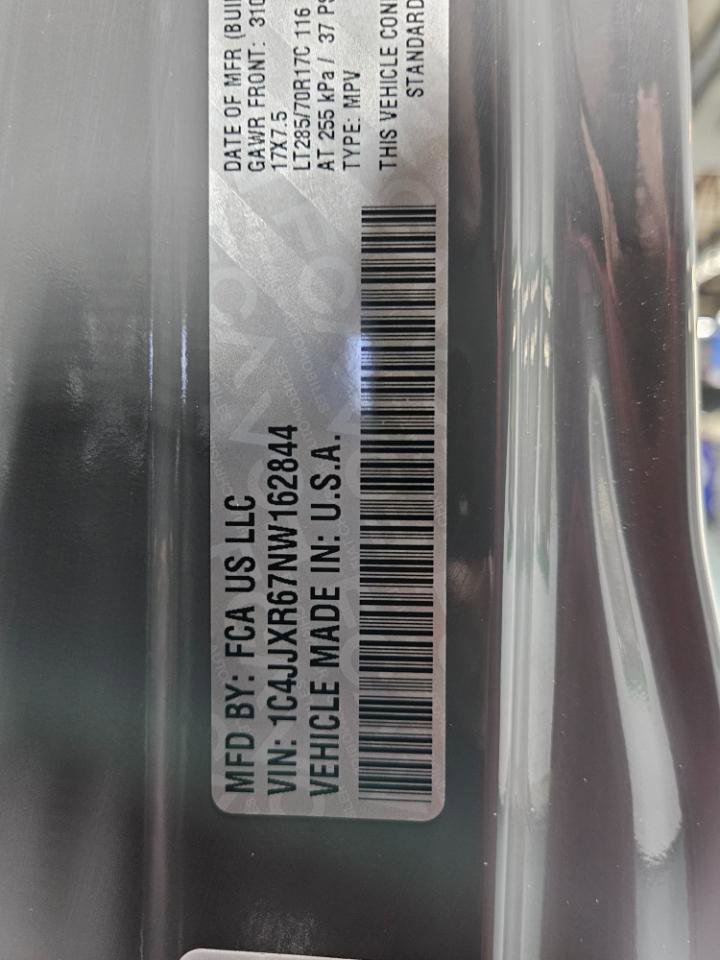 MFD BY: FCA US LLC
VIN: 1C4JJXR67NW162844
VEHICLE MADE IN: U.S.A.
DATE OF MFR (BUI
GAWR FRONT: 310
17X7.5
LT285/70R17C 116
AT 255 kPa / 37 PS
TYPE: MPV
THIS VEHICLE CON
STANDARD